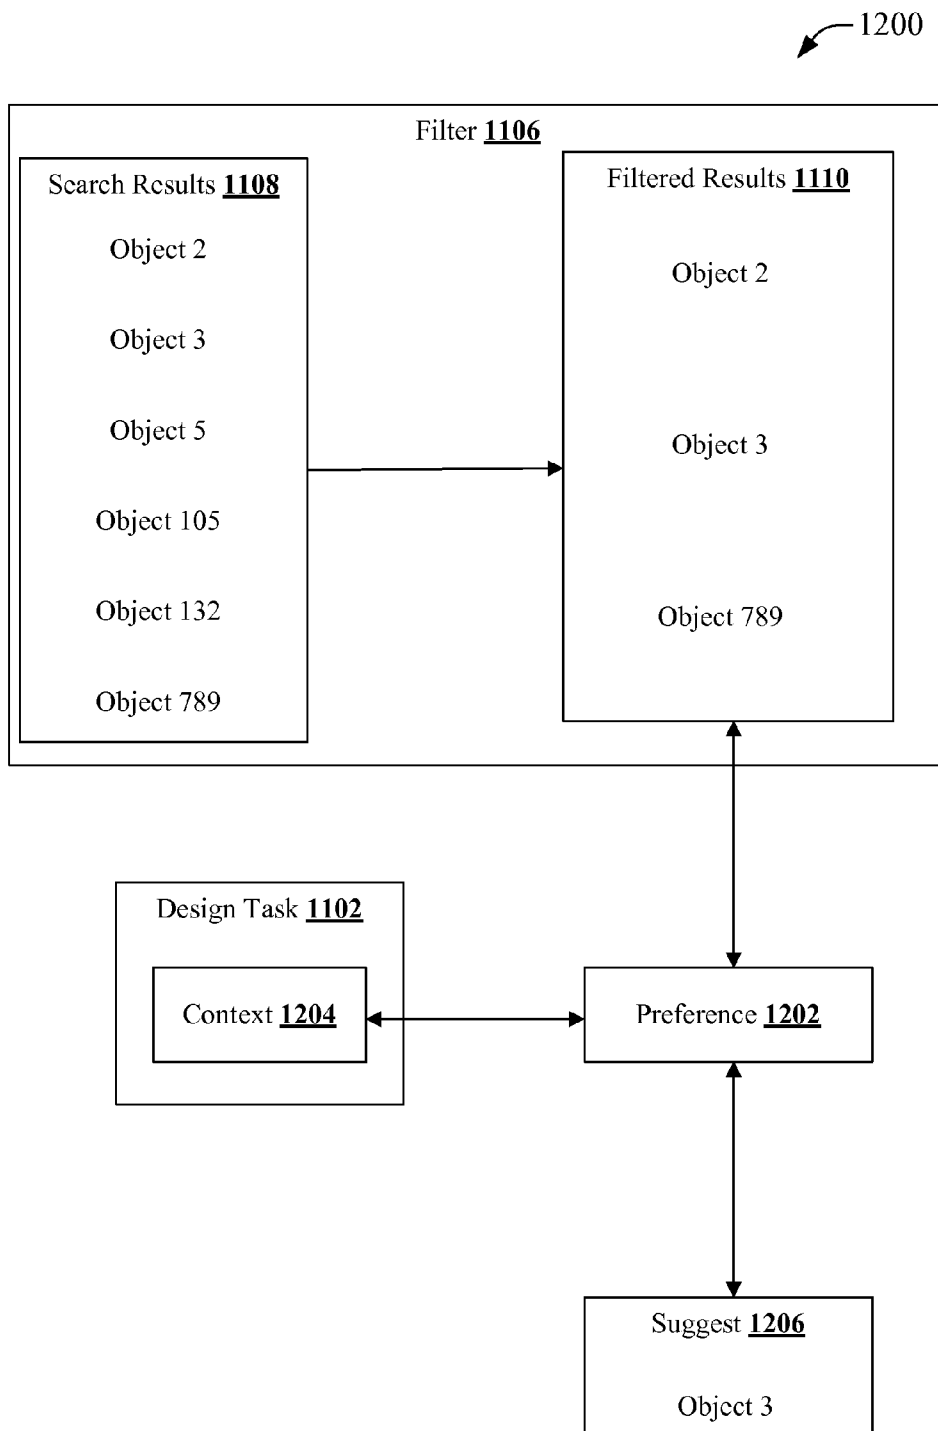 1200
Filter 1106
Search Results 1108
Object 2
Object 3
Object 5
Object 105
Object 132
Object 789
Filtered Results 1110
Object 2
Object 3
Object 789
Design Task 1102
Context 1204
Preference 1202
Suggest 1206
Object 3